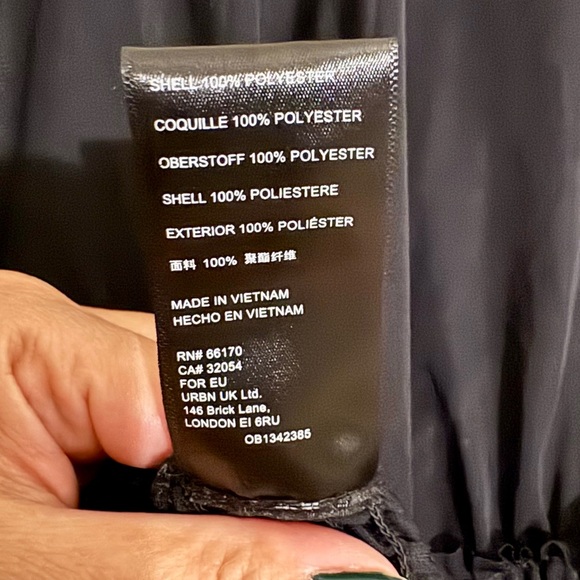 SHELL 100% POLYESTER
COQUILLE 100% POLYESTER
OBERSTOFF 100% POLYESTER
SHELL 100% POLIESTERE
EXTERIOR 100% POLIÉSTER
面料 100% 聚酯纤维
MADE IN VIETNAM
HECHO EN VIETNAM
RN# 66170
CA# 32054
FOR EU
URBN UK Ltd.
146 Brick Lane,
LONDON EI 6RU
OB1342385